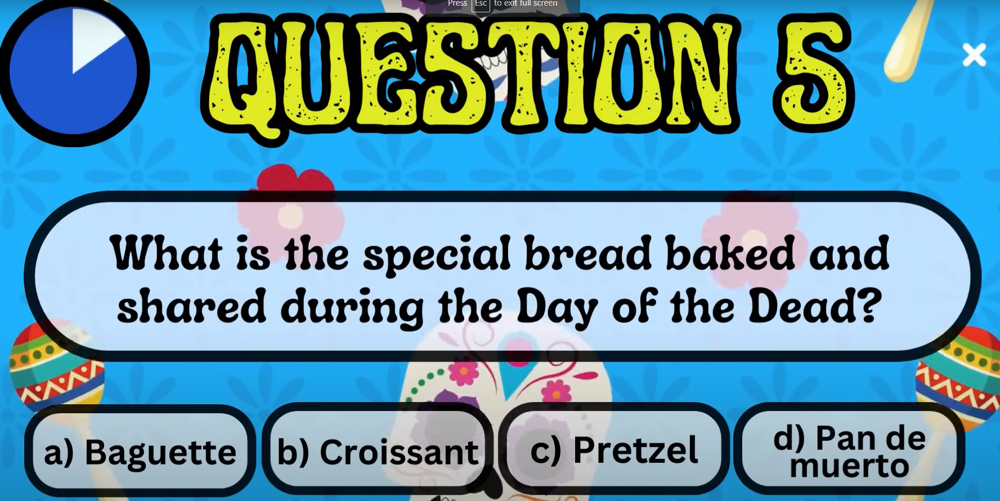 Press Esc to exit full screen
QUESTION 5
What is the special bread baked and
shared during the Day of the Dead?
a) Baguette
b) Croissant
c) Pretzel
d) Pan de
muerto